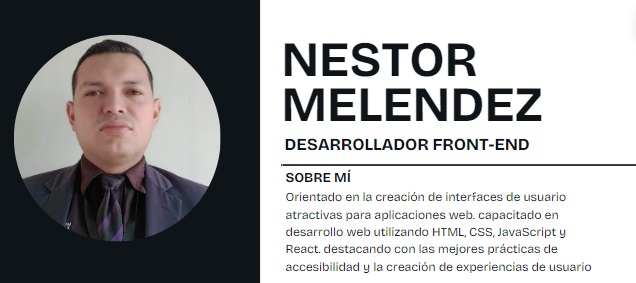 NESTOR
MELENDEZ
DESARROLLADOR FRONT-END
SOBRE MÍ
Orientado en la creación de interfaces de usuario
atractivas para aplicaciones web. capacitado en
desarrollo web utilizando HTML, CSS, JavaScript y
React. destacando con las mejores prácticas de
accesibilidad y la creación de experiencias de usuario